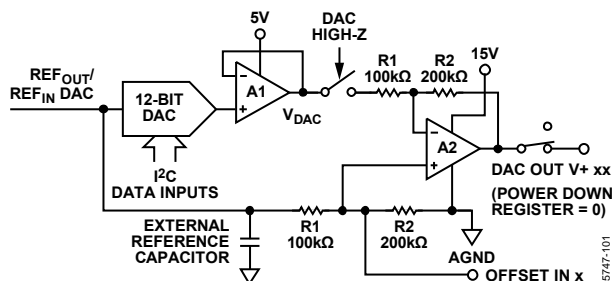 5V
DAC
HIGH-Z
R1
100kΩ
R2
200kΩ
15V
REFOUT/
REFIN DAC
12-BIT
DAC
–
+
A1
VDAC
–
+
A2
I2C
DATA INPUTS
DAC OUT V+ xx
(POWER DOWN
REGISTER = 0)
EXTERNAL
REFERENCE
CAPACITOR
R1
100kΩ
R2
200kΩ
AGND
OFFSET IN x
5747-101